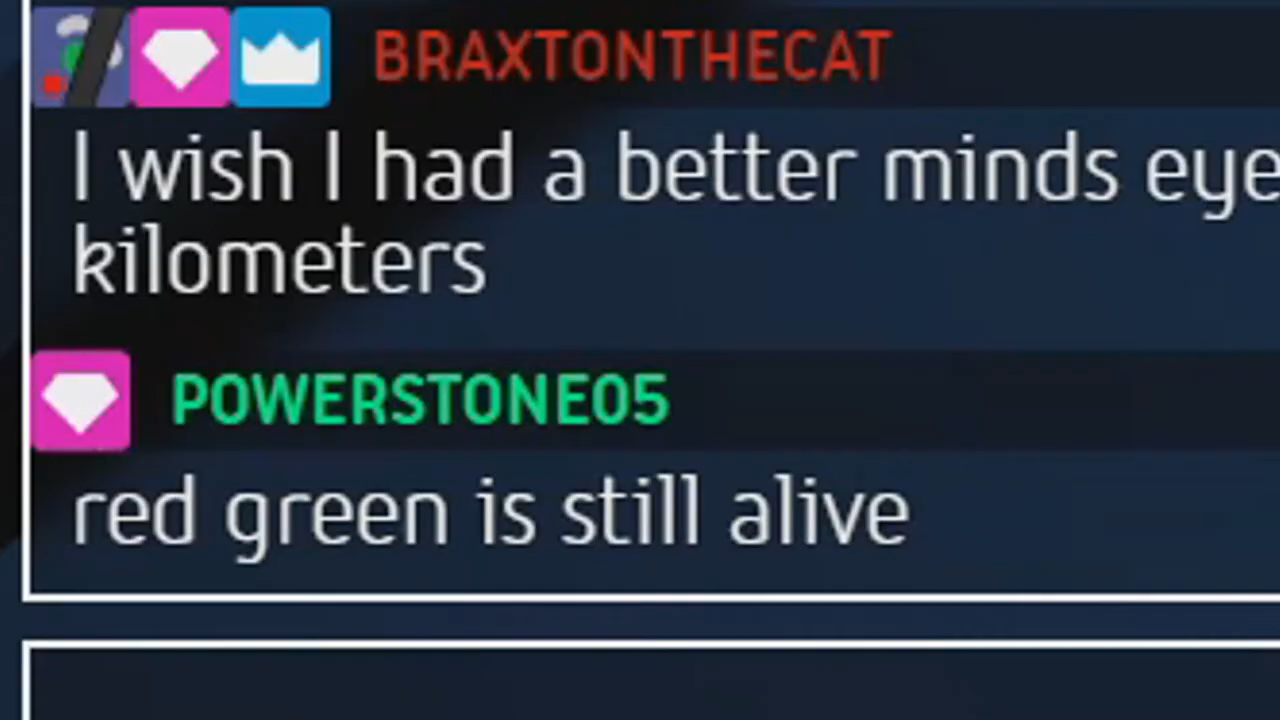 BRAXTONTHECAT
I wish I had a better minds eye
kilometers
POWERSTONE05
red green is still alive